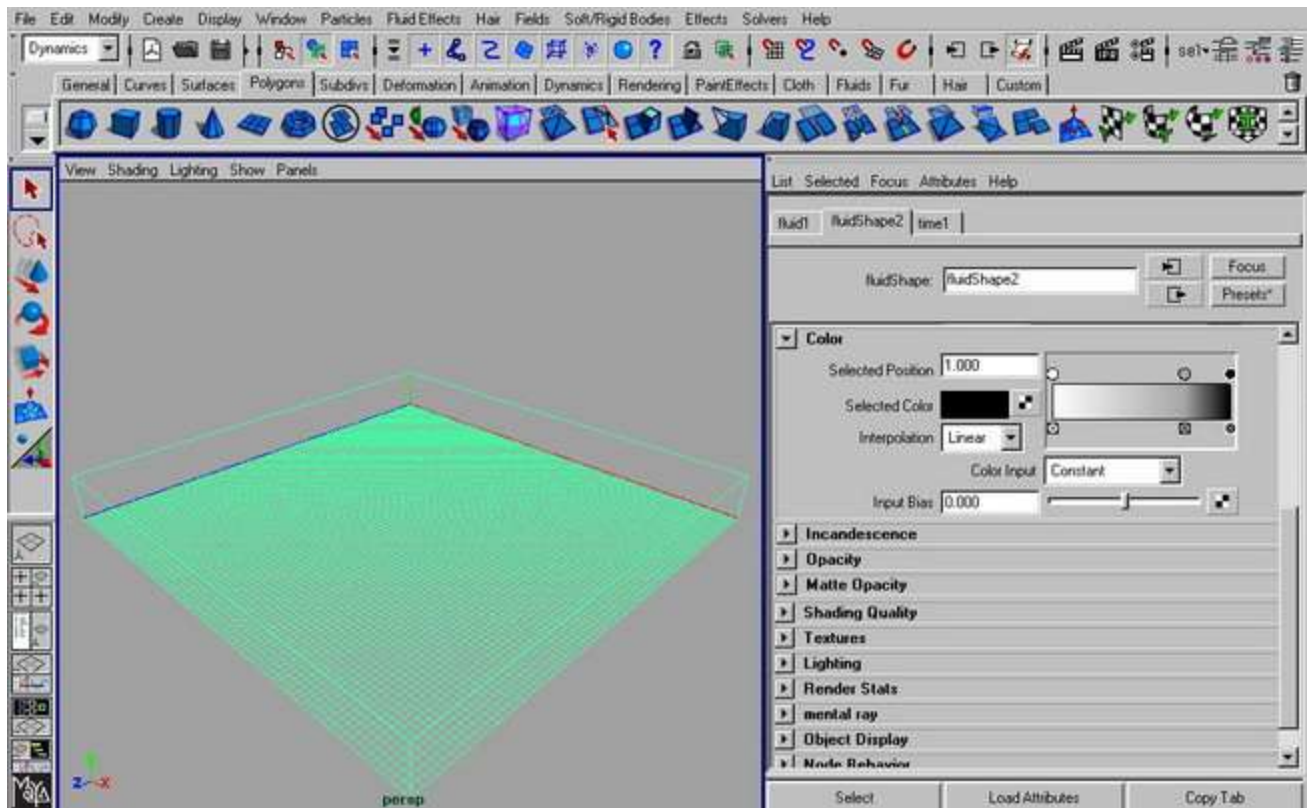 File Edit Modify Create Display Window Particles Fluid Effects Hair Fields Soft/Rigid Bodies Effects Solvers Help
Dynamics sel
General Curves Surfaces Polygons Subdivs Deformation Animation Dynamics Rendering PaintEffects Cloth Fluids Fur Hair Custom
View Shading Lighting Show Panels
List Selected Focus Attributes Help
fluid1 fluidShape2 time1
fluidShape: fluidShape2 Focus
Presets*
Color
Selected Position 1.000
Selected Color
Interpolation Linear
Color Input Constant
Input Bias 0.000
Incandescence
Opacity
Matte Opacity
Shading Quality
Textures
Lighting
Render Stats
mental ray
Object Display
Node Behavior
z x
persp
Maya
Select Load Attributes Copy Tab